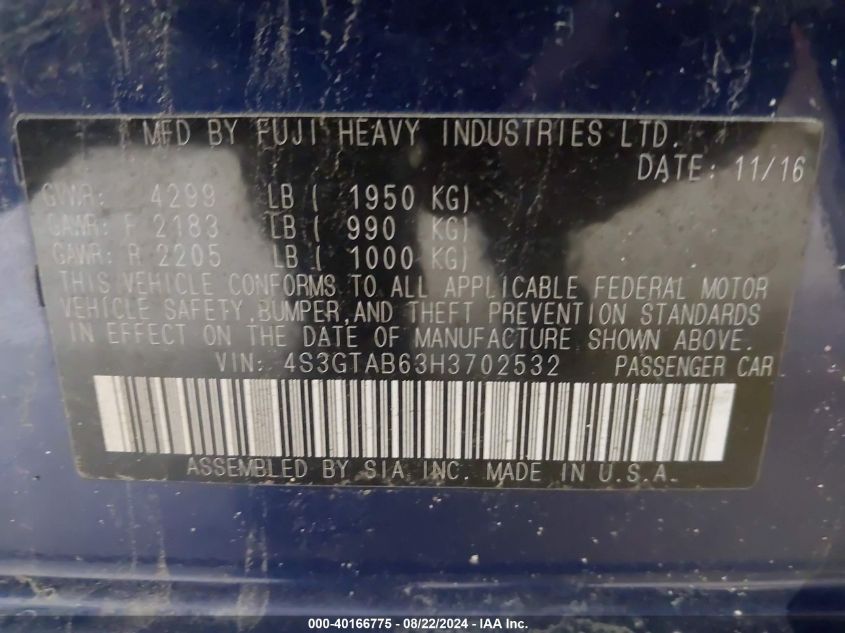 MFD BY FUJI HEAVY INDUSTRIES LTD.
DATE: 11/16
GVWR: 4299 LB ( 1950 KG)
GAWR: F 2183 LB ( 990 KG)
GAWR: R 2205 LB ( 1000 KG)
THIS VEHICLE CONFORMS TO ALL APPLICABLE FEDERAL MOTOR
VEHICLE SAFETY, BUMPER, AND THEFT PREVENTION STANDARDS
IN EFFECT ON THE DATE OF MANUFACTURE SHOWN ABOVE.
VIN: 4S3GTAB63H3702532 PASSENGER CAR
ASSEMBLED BY SIA INC. MADE IN U.S.A.
000-40166775 - 08/22/2024 - IAA Inc.